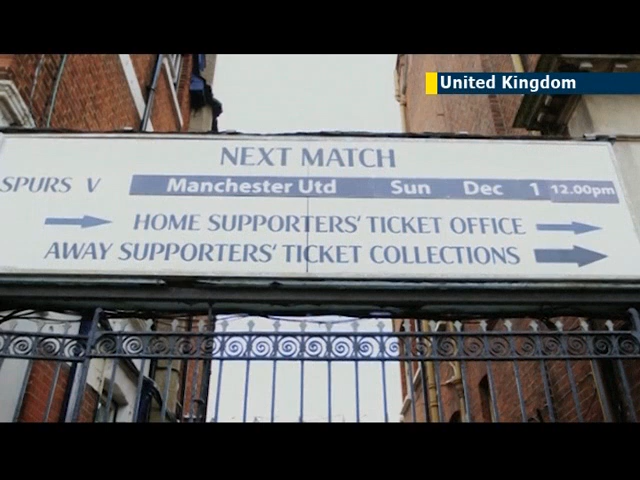 United Kingdom
NEXT MATCH
SPURS V Manchester Utd Sun Dec 1 12.00pm
HOME SUPPORTERS' TICKET OFFICE
AWAY SUPPORTERS' TICKET COLLECTIONS